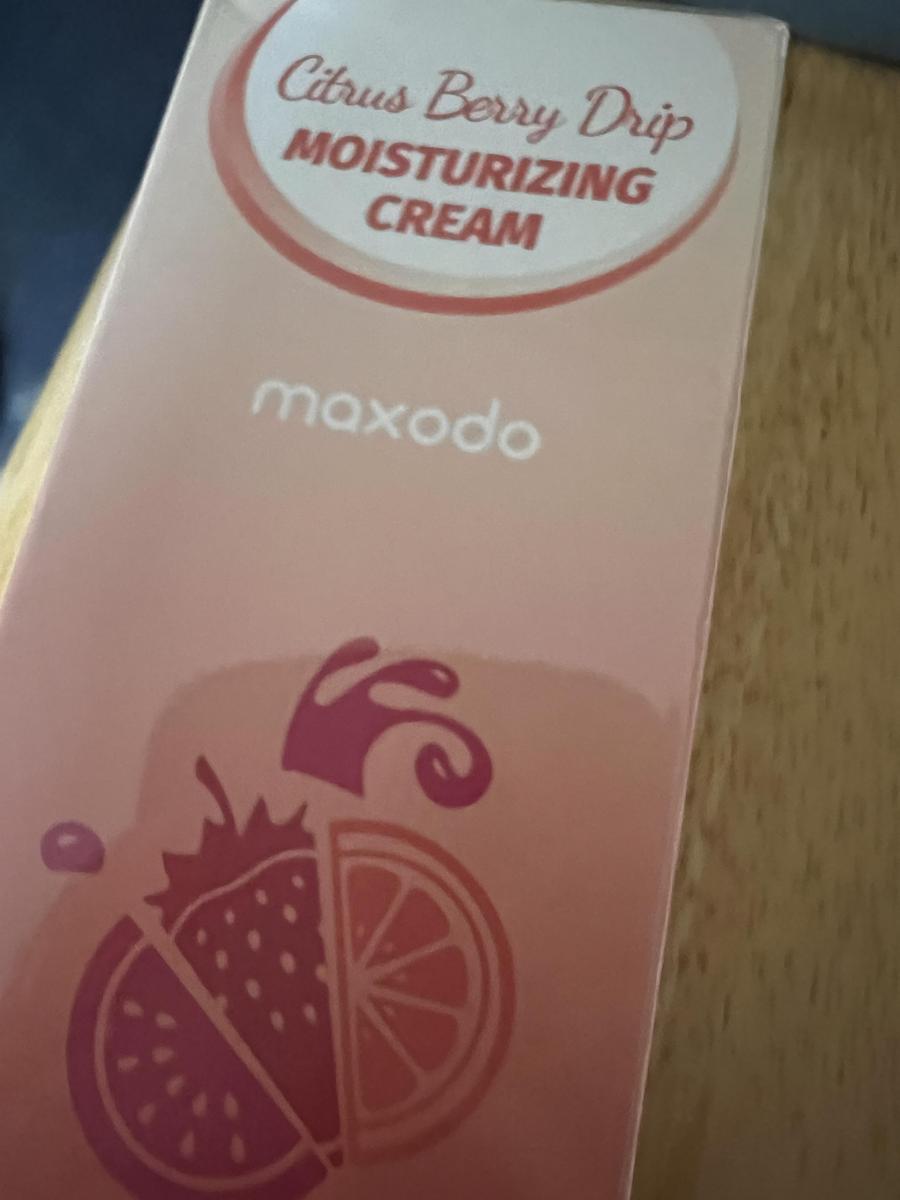 Citrus Berry Drip
MOISTURIZING
CREAM
maxodo